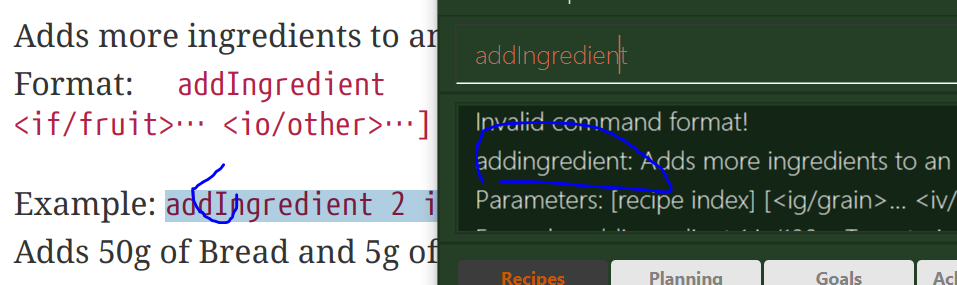 Adds more ingredients to an
Format: addIngredient
<if/fruit>… <io/other>…]
Example: addIngredient 2 i
Adds 50g of Bread and 5g of
addIngredient
Invalid command format!
addingredient: Adds more ingredients to an
Parameters: [recipe index] [<ig/grain>... <iv/
Recipes Planning Goals